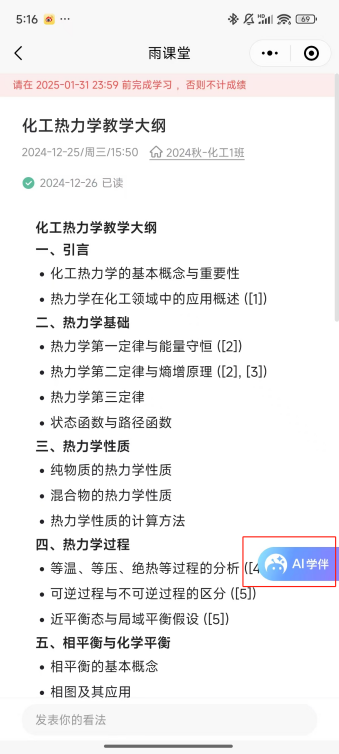 5:16 ···
69
雨课堂
请在 2025-01-31 23:59 前完成学习 ，否则不计成绩
化工热力学教学大纲
2024-12-25/周三/15:50 2024秋-化工1班
2024-12-26 已读
化工热力学教学大纲
一、引言
• 化工热力学的基本概念与重要性
• 热力学在化工领域中的应用概述 ([1])
二、热力学基础
• 热力学第一定律与能量守恒 ([2])
• 热力学第二定律与熵增原理 ([2], [3])
• 热力学第三定律
• 状态函数与路径函数
三、热力学性质
• 纯物质的热力学性质
• 混合物的热力学性质
• 热力学性质的计算方法
四、热力学过程
• 等温、等压、绝热等过程的分析 ([4
AI学伴
• 可逆过程与不可逆过程的区分 ([5])
• 近平衡态与局域平衡假设 ([5])
五、相平衡与化学平衡
• 相平衡的基本概念
• 相图及其应用
发表你的看法